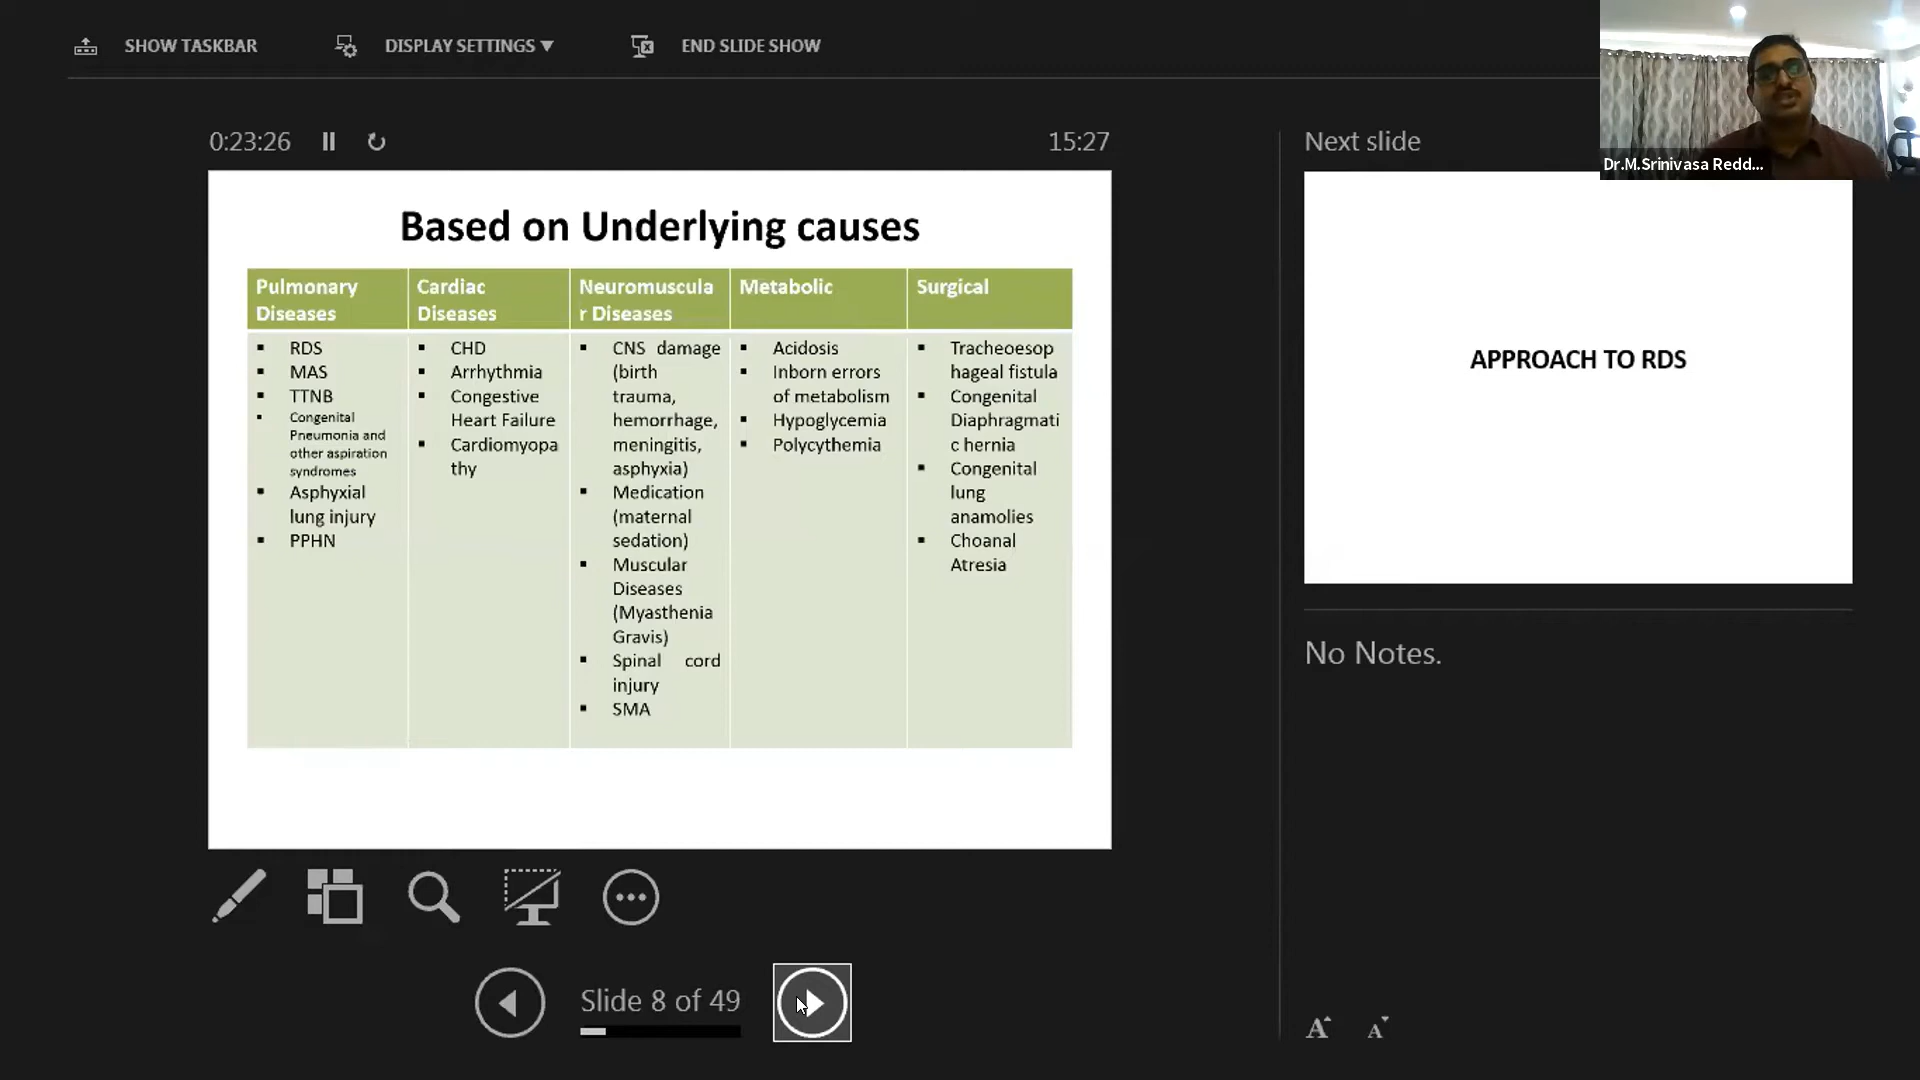 SHOW TASKBAR
DISPLAY SETTINGS ▼
END SLIDE SHOW
Dr.M.Srinivasa Redd...
0:23:26
15:27
Next slide
Based on Underlying causes
Pulmonary
Diseases
▪ RDS
▪ MAS
▪ TTNB
▪ Congenital
Pneumonia and
other aspiration
syndromes
▪ Asphyxial
lung injury
▪ PPHN
Cardiac
Diseases
▪ CHD
▪ Arrhythmia
▪ Congestive
Heart Failure
▪ Cardiomyopa
thy
Neuromuscula
r Diseases
▪ CNS damage
(birth
trauma,
hemorrhage,
meningitis,
asphyxia)
▪ Medication
(maternal
sedation)
▪ Muscular
Diseases
(Myasthenia
Gravis)
▪ Spinal cord
injury
▪ SMA
Metabolic
▪ Acidosis
▪ Inborn errors
of metabolism
▪ Hypoglycemia
▪ Polycythemia
Surgical
▪ Tracheoesop
hageal fistula
▪ Congenital
Diaphragmati
c hernia
▪ Congenital
lung
anamolies
▪ Choanal
Atresia
APPROACH TO RDS
No Notes.
Slide 8 of 49
A A